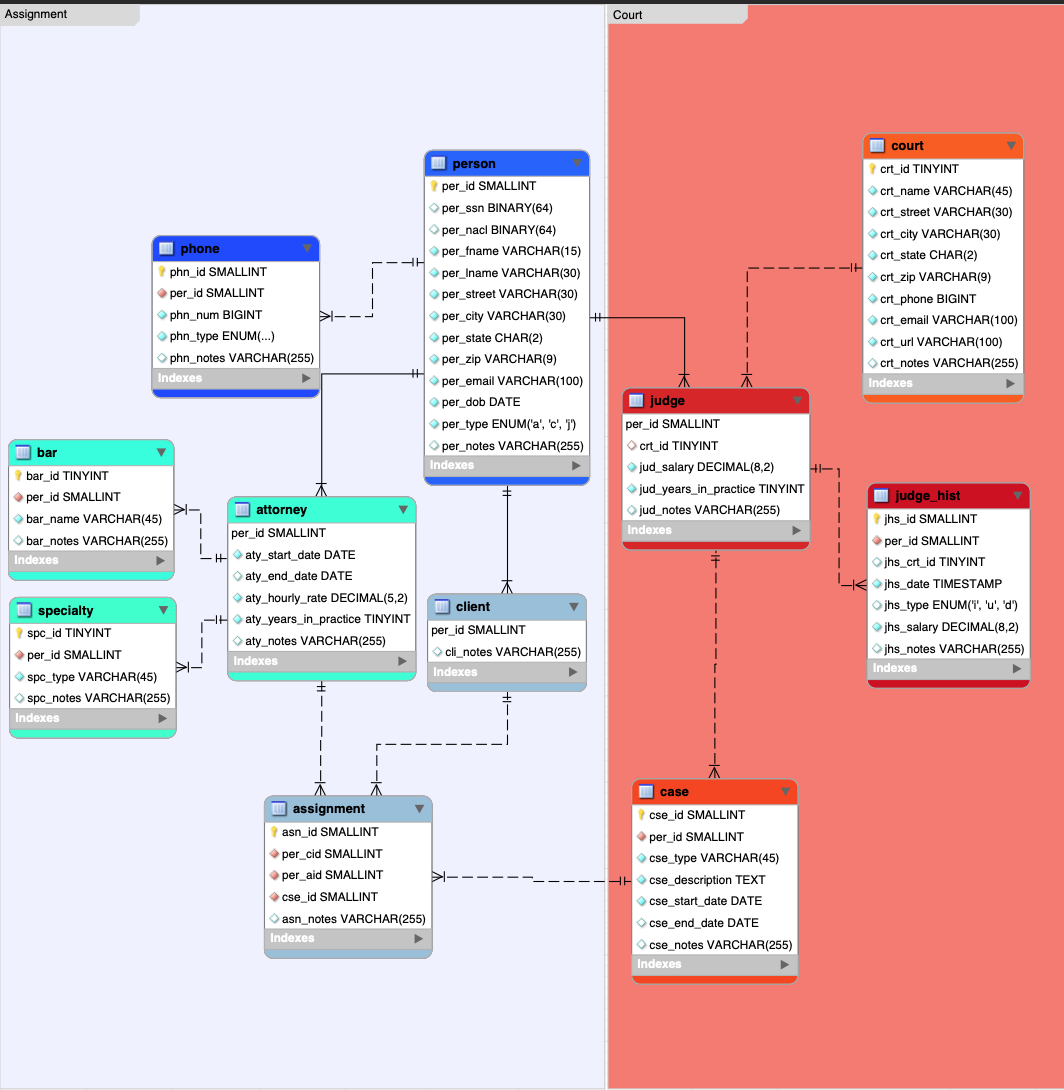 Assignment
Court
person
per_id SMALLINT
per_ssn BINARY(64)
per_nacl BINARY(64)
per_fname VARCHAR(15)
per_lname VARCHAR(30)
per_street VARCHAR(30)
per_city VARCHAR(30)
per_state CHAR(2)
per_zip VARCHAR(9)
per_email VARCHAR(100)
per_dob DATE
per_type ENUM('a', 'c', 'j')
per_notes VARCHAR(255)
Indexes
phone
phn_id SMALLINT
per_id SMALLINT
phn_num BIGINT
phn_type ENUM(...)
phn_notes VARCHAR(255)
Indexes
bar
bar_id TINYINT
per_id SMALLINT
bar_name VARCHAR(45)
bar_notes VARCHAR(255)
Indexes
attorney
per_id SMALLINT
aty_start_date DATE
aty_end_date DATE
aty_hourly_rate DECIMAL(5,2)
aty_years_in_practice TINYINT
aty_notes VARCHAR(255)
Indexes
specialty
spc_id TINYINT
per_id SMALLINT
spc_type VARCHAR(45)
spc_notes VARCHAR(255)
Indexes
client
per_id SMALLINT
cli_notes VARCHAR(255)
Indexes
assignment
asn_id SMALLINT
per_cid SMALLINT
per_aid SMALLINT
cse_id SMALLINT
asn_notes VARCHAR(255)
Indexes
court
crt_id TINYINT
crt_name VARCHAR(45)
crt_street VARCHAR(30)
crt_city VARCHAR(30)
crt_state CHAR(2)
crt_zip VARCHAR(9)
crt_phone BIGINT
crt_email VARCHAR(100)
crt_url VARCHAR(100)
crt_notes VARCHAR(255)
Indexes
judge
per_id SMALLINT
crt_id TINYINT
jud_salary DECIMAL(8,2)
jud_years_in_practice TINYINT
jud_notes VARCHAR(255)
Indexes
judge_hist
jhs_id SMALLINT
per_id SMALLINT
jhs_crt_id TINYINT
jhs_date TIMESTAMP
jhs_type ENUM('i', 'u', 'd')
jhs_salary DECIMAL(8,2)
jhs_notes VARCHAR(255)
Indexes
case
cse_id SMALLINT
per_id SMALLINT
cse_type VARCHAR(45)
cse_description TEXT
cse_start_date DATE
cse_end_date DATE
cse_notes VARCHAR(255)
Indexes